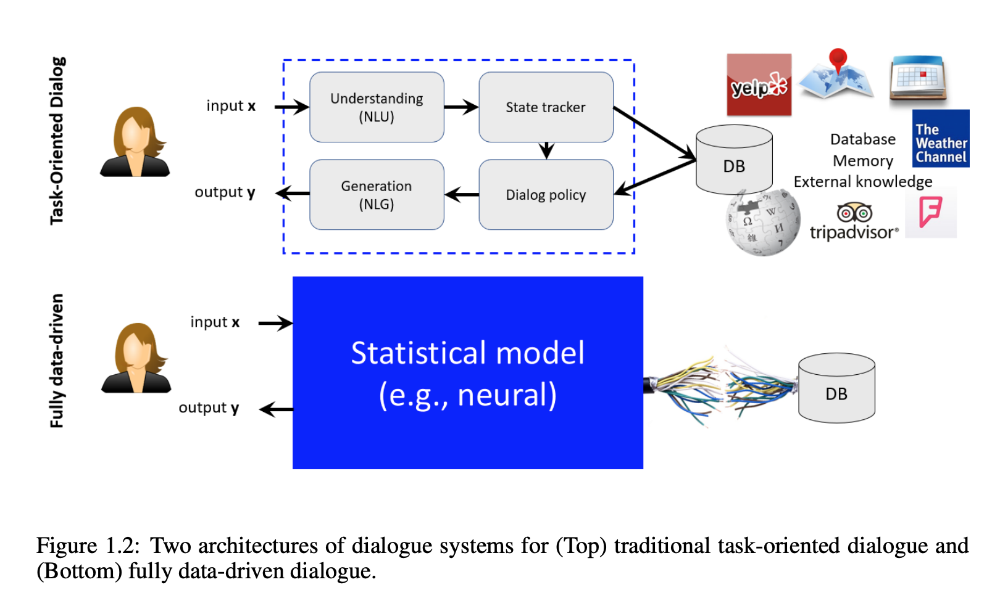 Task-Oriented Dialog
input x
Understanding
(NLU)
State tracker
output y
Generation
(NLG)
Dialog policy
DB
yelp
The
Weather
Channel
Database
Memory
External knowledge
Ω
W
И
維
tripadvisor®
Fully data-driven
input x
output y
Statistical model
(e.g., neural)
DB
Figure 1.2: Two architectures of dialogue systems for (Top) traditional task-oriented dialogue and
(Bottom) fully data-driven dialogue.